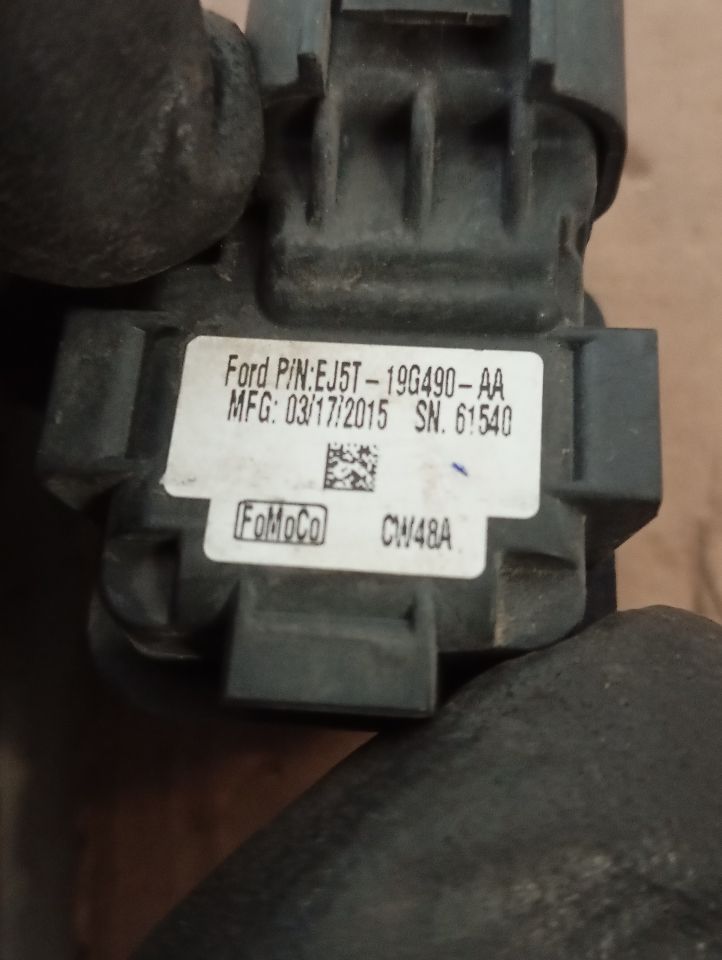 Ford P/N:EJ5T-19G490-AA
MFG: 03/17/2015 SN. 61540
FoMoCo CW48A